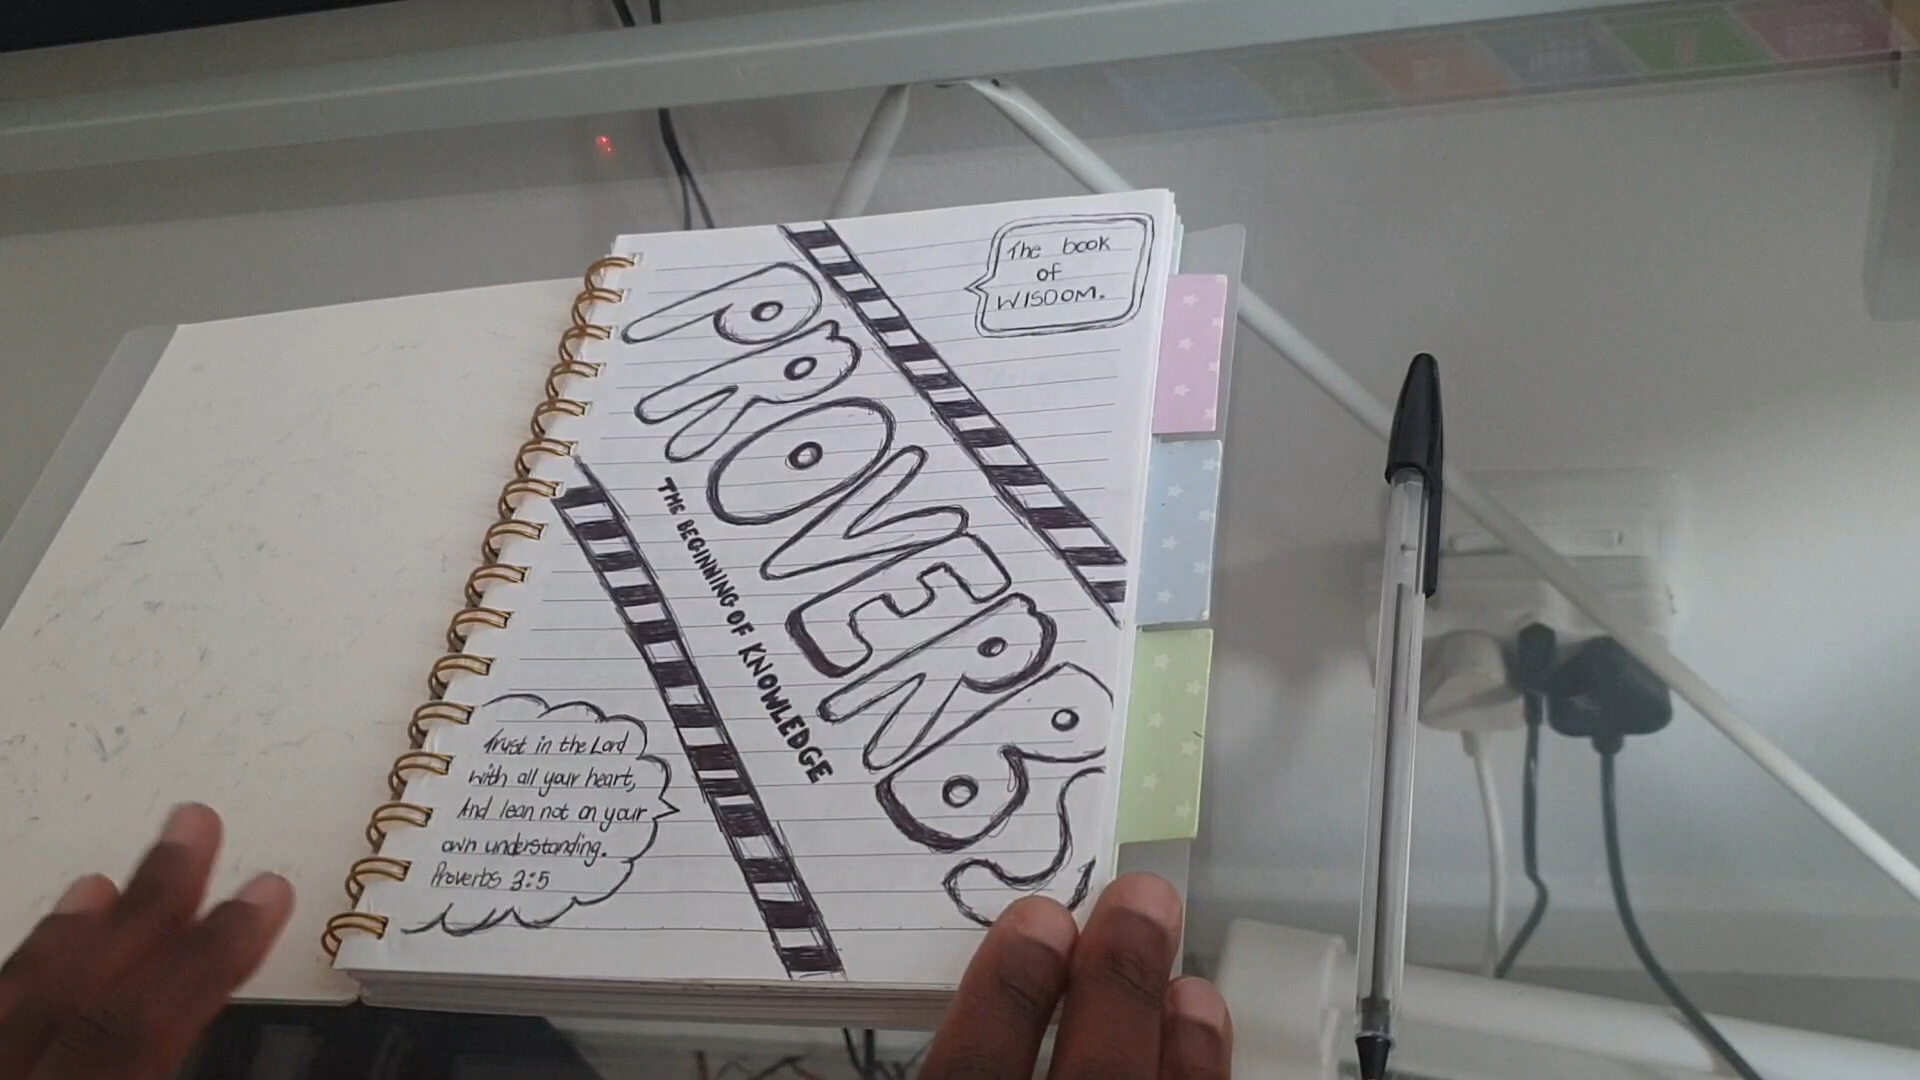 The book
of
WISDOM.
PROVERBS
THE BEGINNING OF KNOWLEDGE
Trust in the Lord
with all your heart,
And lean not on your
own understanding.
Proverbs 3:5